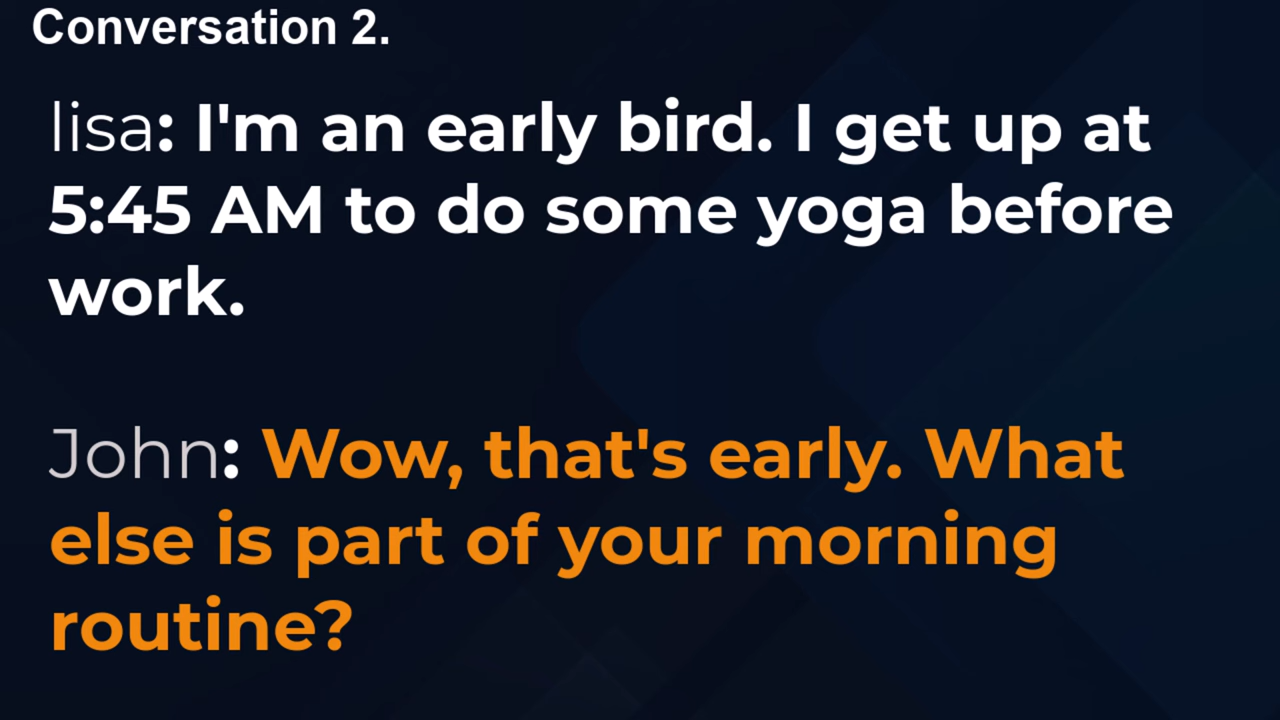 Conversation 2.
lisa: I'm an early bird. I get up at
5:45 AM to do some yoga before
work.
John: Wow, that's early. What
else is part of your morning
routine?